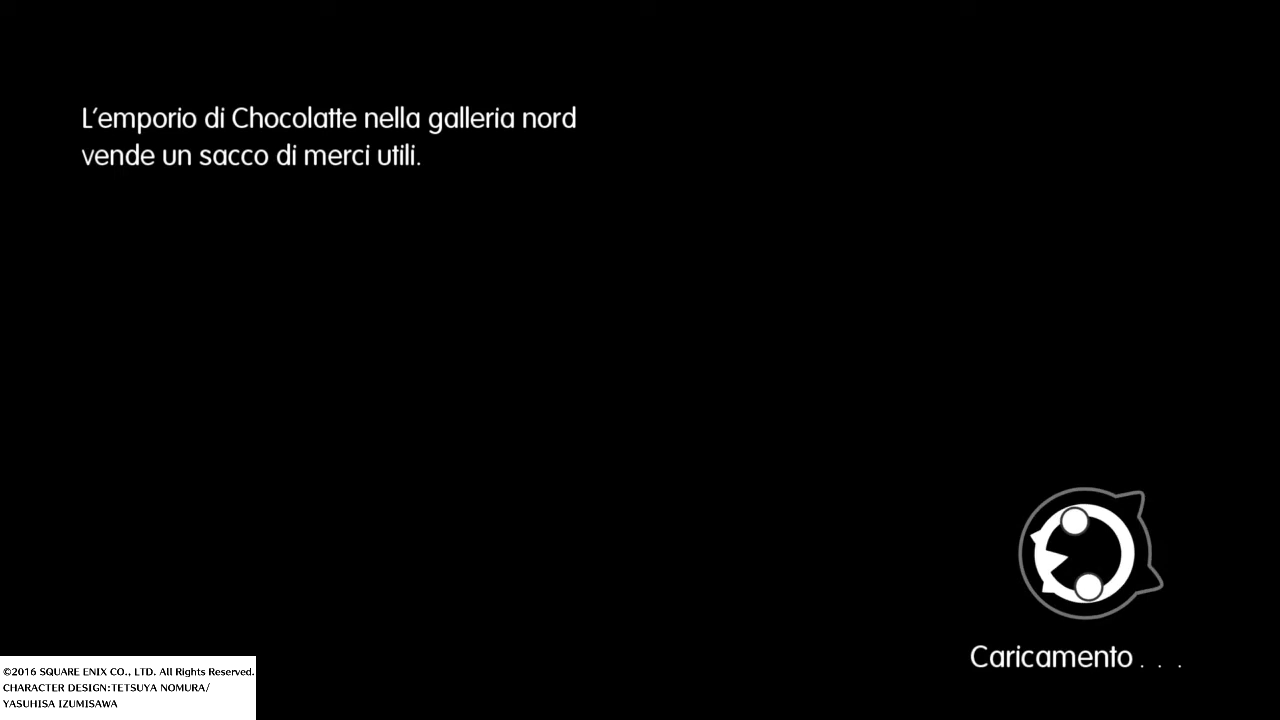 L'emporio di Chocolatte nella galleria nord
vende un sacco di merci utili.
Caricamento . . .
©2016 SQUARE ENIX CO., LTD. All Rights Reserved.
CHARACTER DESIGN:TETSUYA NOMURA/
YASUHISA IZUMISAWA